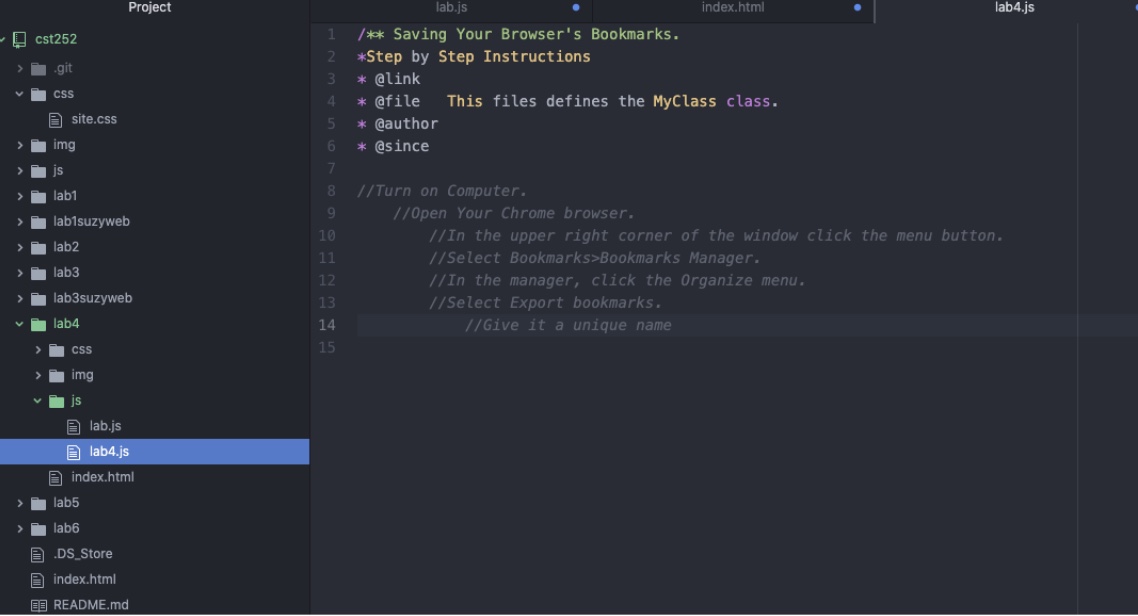 Project
cst252
.git
css
site.css
img
js
lab1
lab1suzyweb
lab2
lab3
lab3suzyweb
lab4
css
img
js
lab.js
lab4.js
index.html
lab5
lab6
.DS_Store
index.html
README.md
lab.js
index.html
lab4.js
1 /** Saving Your Browser's Bookmarks.
2 *Step by Step Instructions
3 * @link
4 * @file   This files defines the MyClass class.
5 * @author
6 * @since
7
8 //Turn on Computer.
9     //Open Your Chrome browser.
10         //In the upper right corner of the window click the menu button.
11         //Select Bookmarks>Bookmarks Manager.
12         //In the manager, click the Organize menu.
13         //Select Export bookmarks.
14             //Give it a unique name
15